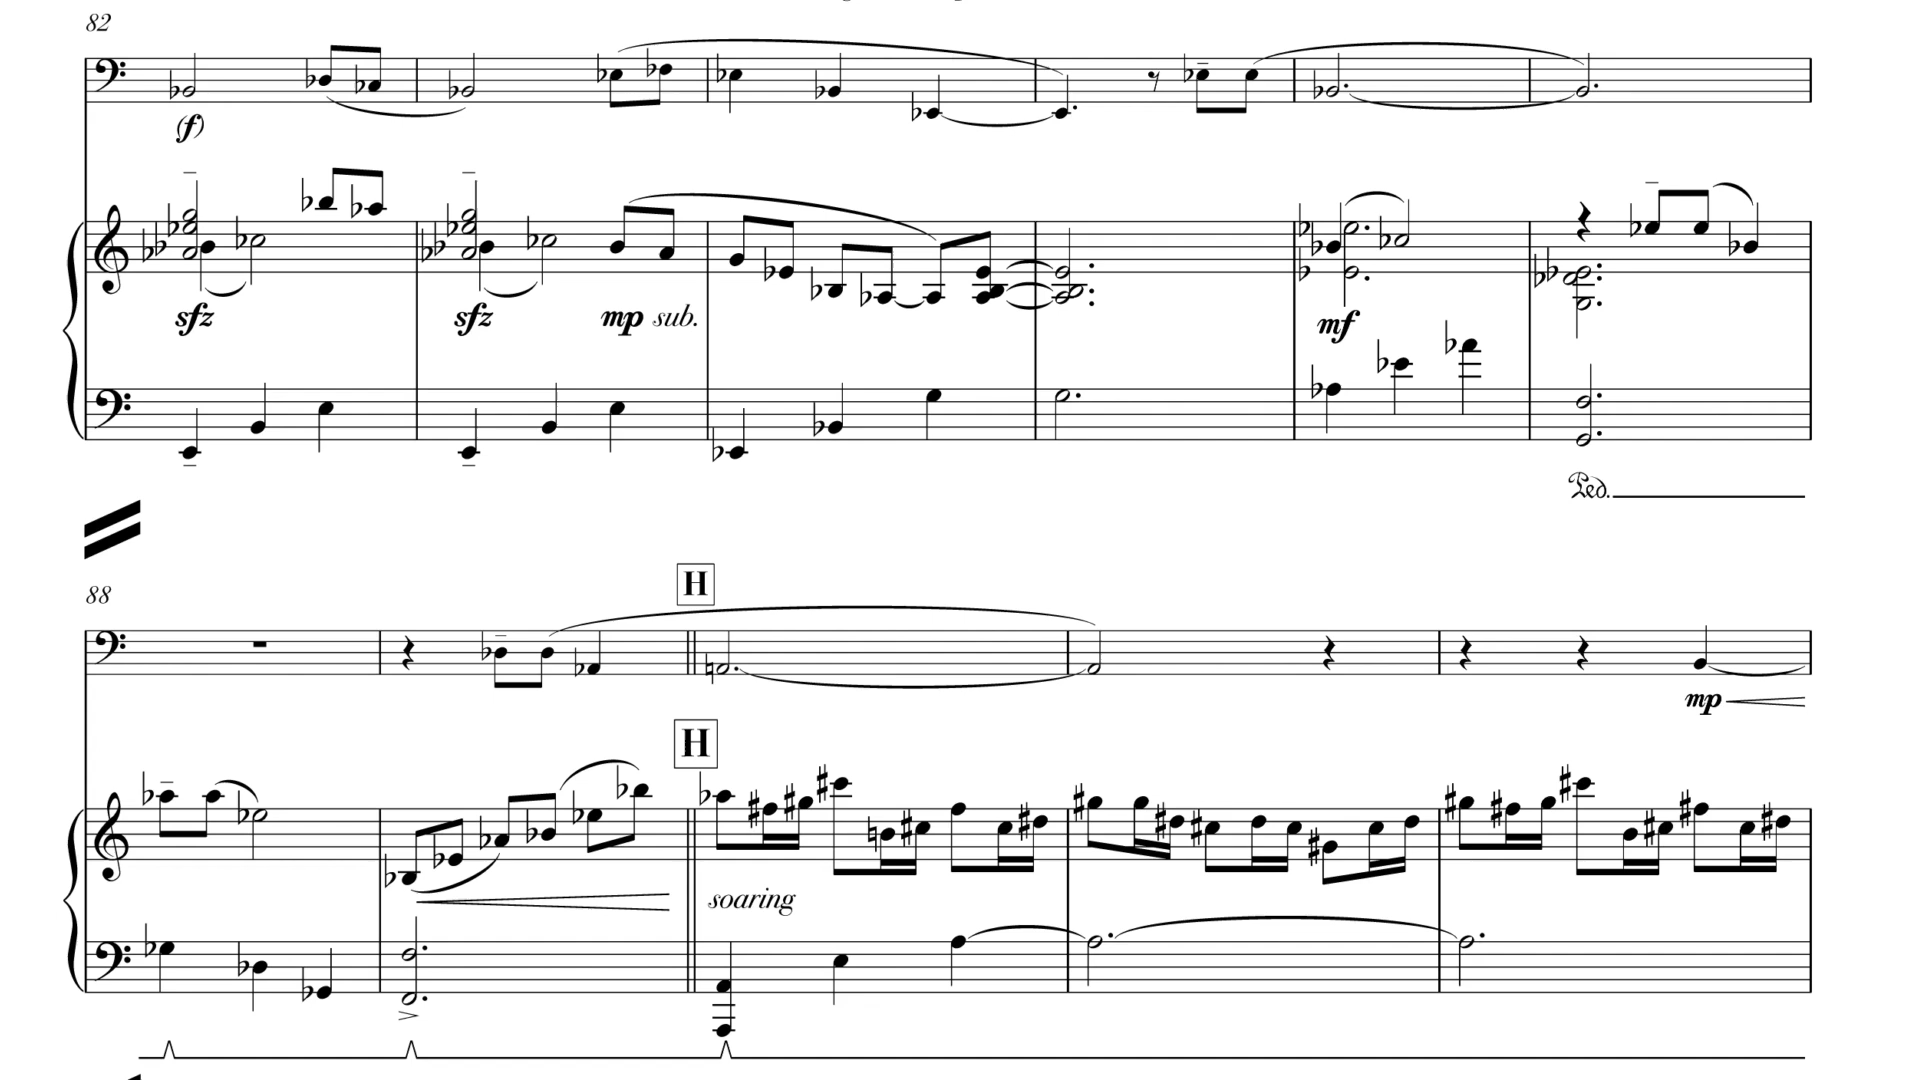 82
(f)
sfz sfz mp sub. mf
Ped.
88
H
mp
H
soaring